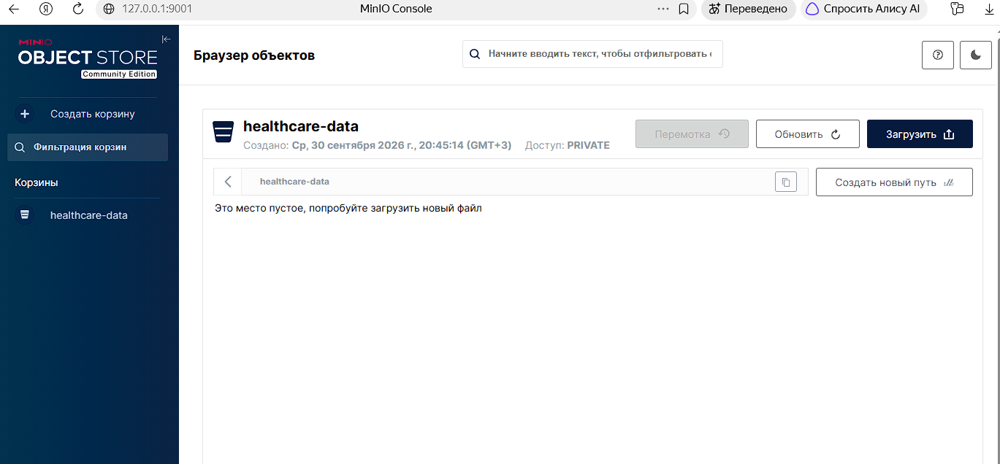 Я
127.0.0.1:9001
MinIO Console
Переведено
Спросить Алису AI
MINIO
OBJECT STORE
Community Edition
Создать корзину
Фильтрация корзин
Корзины
healthcare-data
Браузер объектов
Начните вводить текст, чтобы отфильтровать
healthcare-data
Создано: Ср, 30 сентября 2026 г., 20:45:14 (GMT+3) Доступ: PRIVATE
Перемотка
Обновить
Загрузить
healthcare-data
Создать новый путь
Это место пустое, попробуйте загрузить новый файл